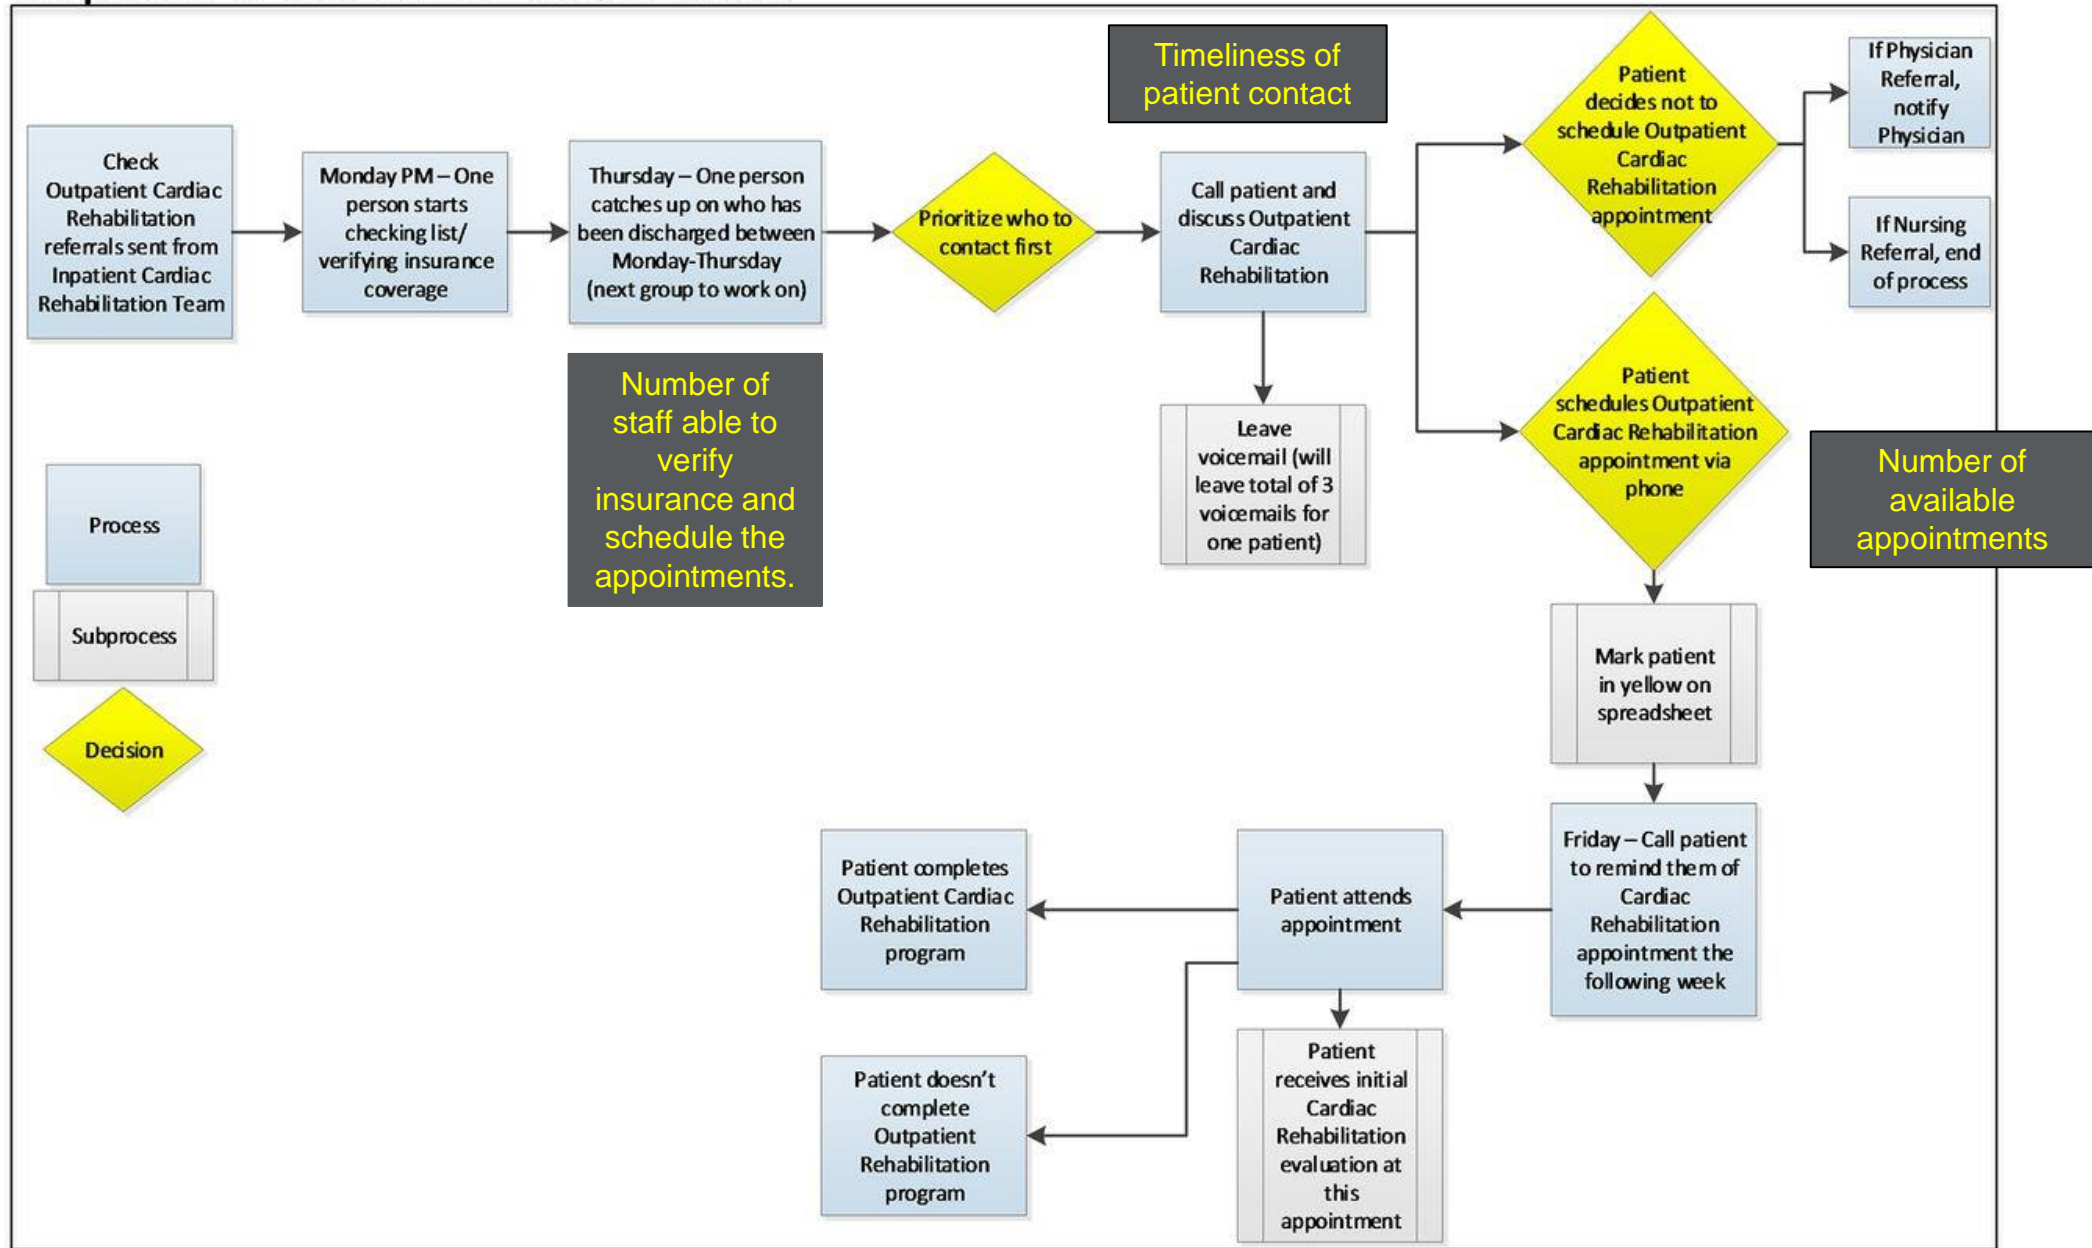 Check
Outpatient Cardiac
Rehabilitation
referrals sent from
Inpatient Cardiac
Rehabilitation Team
Monday PM – One
person starts
checking list/
verifying insurance
coverage
Thursday – One person
catches up on who has
been discharged between
Monday-Thursday
(next group to work on)
Number of
staff able to
verify
insurance and
schedule the
appointments.
Prioritize who to
contact first
Timeliness of
patient contact
Call patient and
discuss Outpatient
Cardiac
Rehabilitation
Leave
voicemail (will
leave total of 3
voicemails for
one patient)
Patient
decides not to
schedule Outpatient
Cardiac
Rehabilitation
appointment
If Physician
Referral,
notify
Physician
If Nursing
Referral, end
of process
Patient
schedules Outpatient
Cardiac Rehabilitation
appointment via
phone
Number of
available
appointments
Mark patient
in yellow on
spreadsheet
Friday – Call patient
to remind them of
Cardiac
Rehabilitation
appointment the
following week
Patient attends
appointment
Patient completes
Outpatient Cardiac
Rehabilitation
program
Patient doesn't
complete
Outpatient
Rehabilitation
program
Patient
receives initial
Cardiac
Rehabilitation
evaluation at
this
appointment
Process
Subprocess
Decision